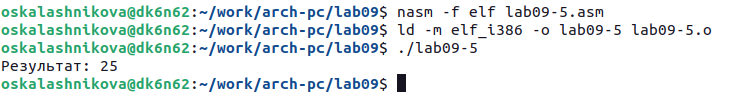 oskalashnikova@dk6n62:~/work/arch-pc/lab09$ nasm -f elf lab09-5.asm
oskalashnikova@dk6n62:~/work/arch-pc/lab09$ ld -m elf_i386 -o lab09-5 lab09-5.o
oskalashnikova@dk6n62:~/work/arch-pc/lab09$ ./lab09-5
Результат: 25
oskalashnikova@dk6n62:~/work/arch-pc/lab09$